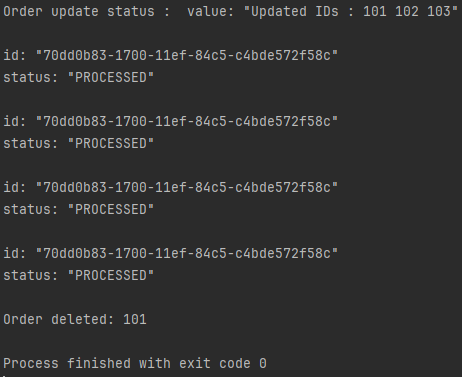 Order update status :  value: "Updated IDs : 101 102 103"
id: "70dd0b83-1700-11ef-84c5-c4bde572f58c"
status: "PROCESSED"
id: "70dd0b83-1700-11ef-84c5-c4bde572f58c"
status: "PROCESSED"
id: "70dd0b83-1700-11ef-84c5-c4bde572f58c"
status: "PROCESSED"
id: "70dd0b83-1700-11ef-84c5-c4bde572f58c"
status: "PROCESSED"
Order deleted: 101
Process finished with exit code 0